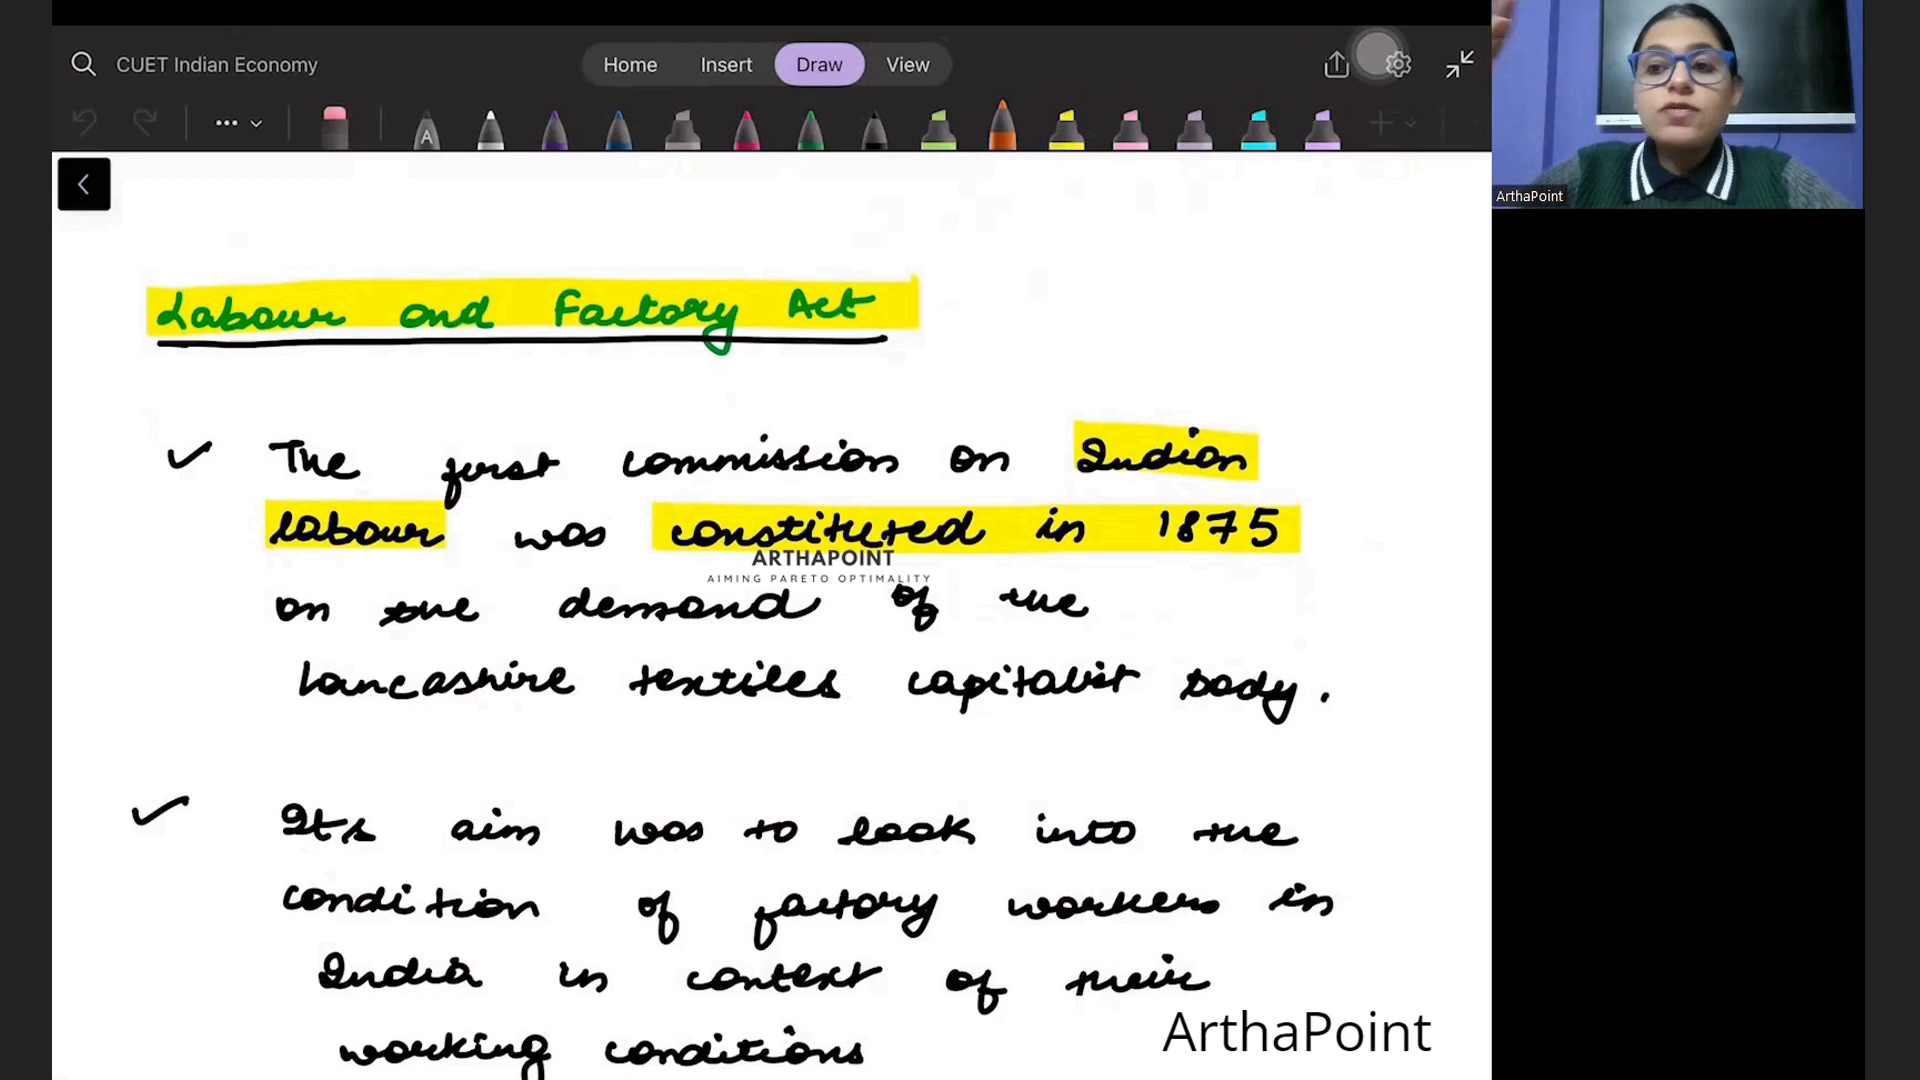 CUET Indian Economy
Home Insert Draw View
A
ArthaPoint
Labour and Factory Act
The first commission on Indian
labour was constituted in 1875
ARTHAPOINT
AIMING PARETO OPTIMALITY
on the demand of the
lancashire textiles capitalist body.
Its aim was to look into the
condition of factory workers in
India in context of their
working conditions
ArthaPoint